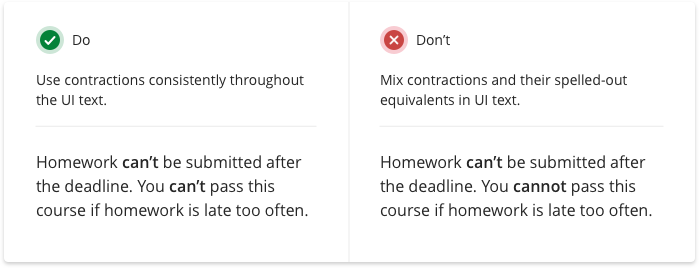 Do
Use contractions consistently throughout
the UI text.
Homework can’t be submitted after
the deadline. You can’t pass this
course if homework is late too often.
Don’t
Mix contractions and their spelled-out
equivalents in UI text.
Homework can’t be submitted after
the deadline. You cannot pass this
course if homework is late too often.